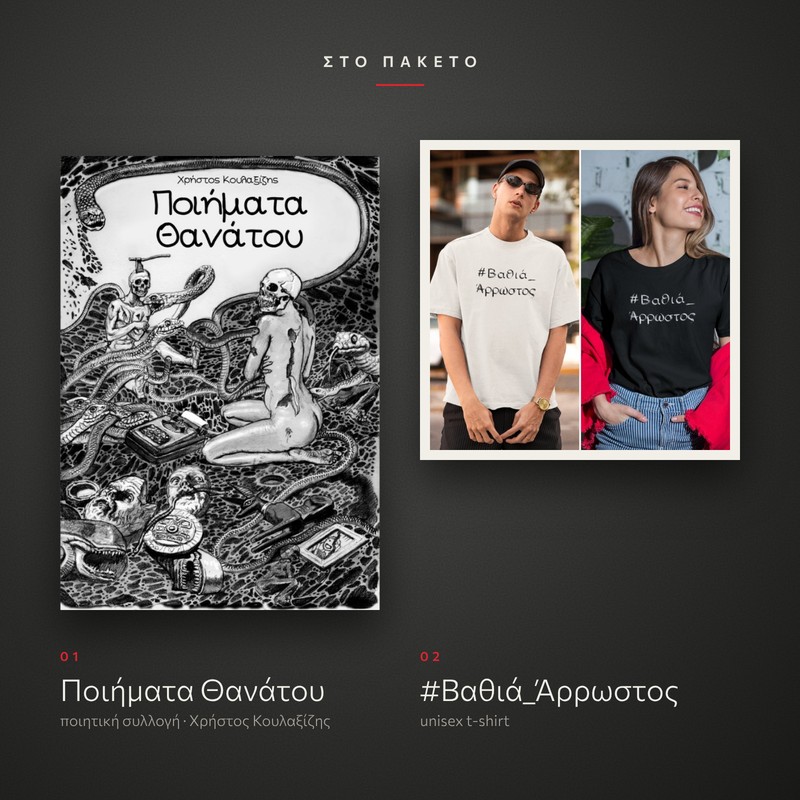 ΣΤΟ ΠΑΚΕΤΟ
Χρήστος Κουλαξίζης
Ποιήματα
Θανάτου
#Βαθιά_
Άρρωστος
#Βαθιά_
Άρρωστος
01
Ποιήματα Θανάτου
ποιητική συλλογή · Χρήστος Κουλαξίζης
02
#Βαθιά_Άρρωστος
unisex t-shirt